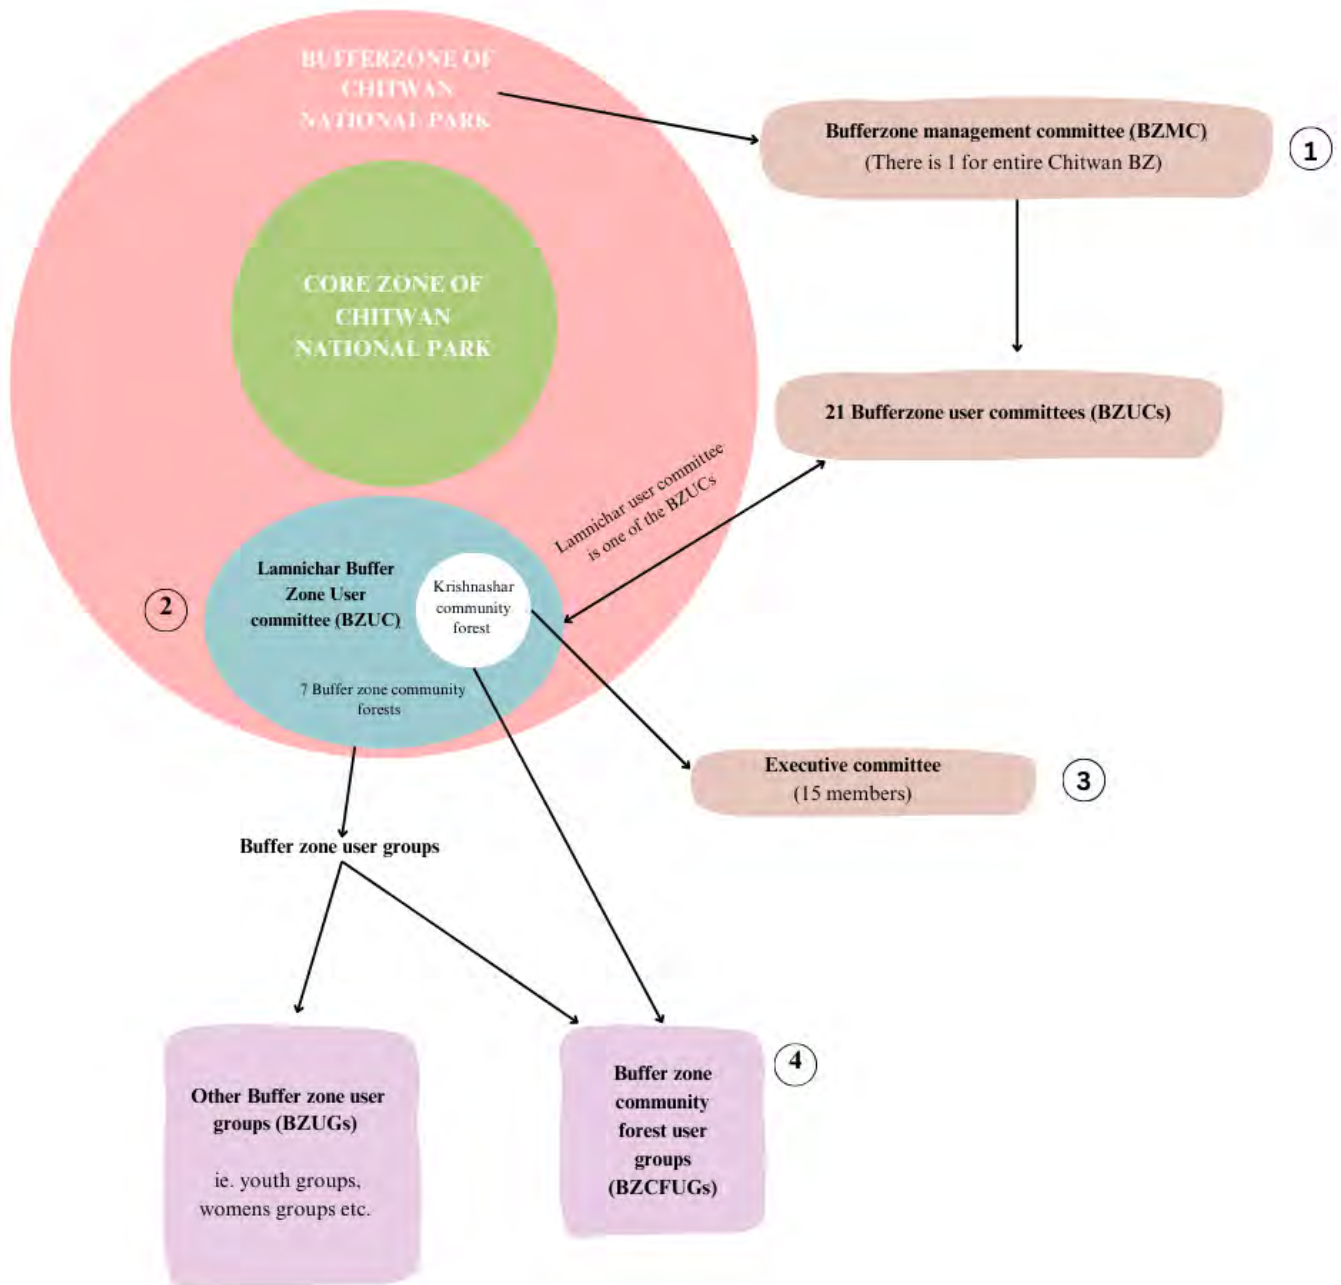 BUFFERZONE OF
CHITWAN
NATIONAL PARK
Bufferzone management committee (BZMC)
(There is 1 for entire Chitwan BZ)
1
CORE ZONE OF
CHITWAN
NATIONAL PARK
21 Bufferzone user committees (BZUCs)
Lamnichar user committee
is one of the BZUCs
2
Lamnichar Buffer
Zone User
committee (BZUC)
Krishnashar
community
forest
7 Buffer zone community
forests
Executive committee
(15 members)
3
Buffer zone user groups
Other Buffer zone user
groups (BZUGs)
ie. youth groups,
womens groups etc.
Buffer zone
community
forest user
groups
(BZCFUGs)
4